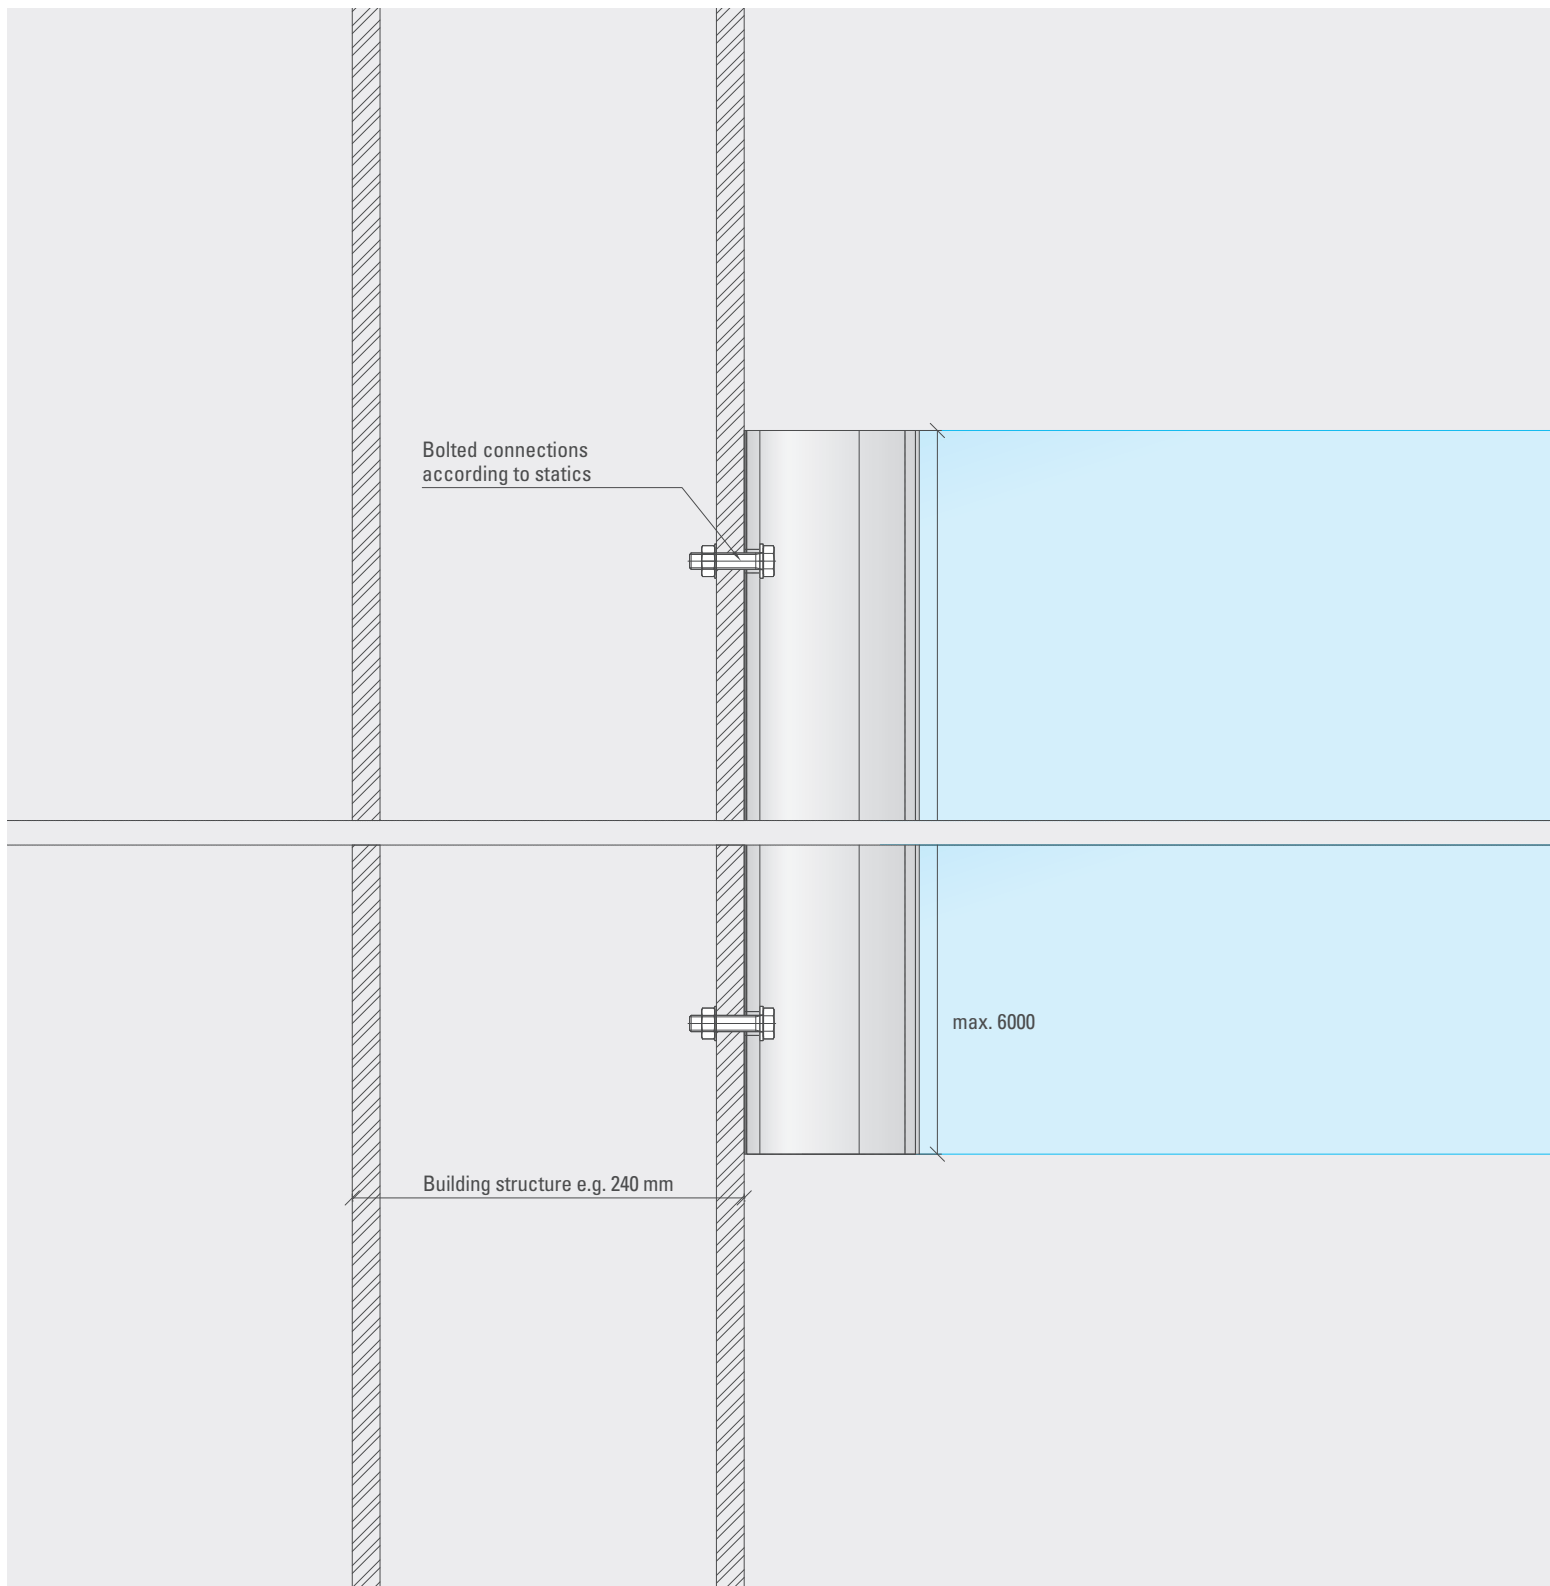 Bolted connections
according to statics
max. 6000
Building structure e.g. 240 mm